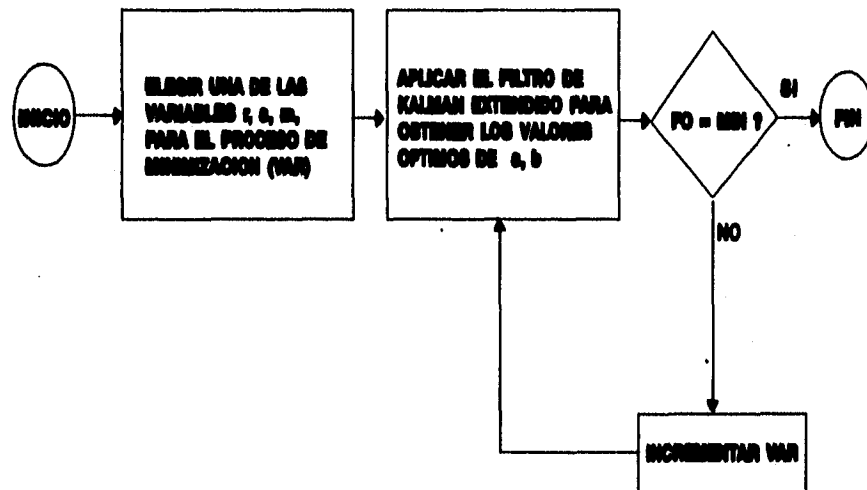 INICIO
ELEGIR UNA DE LAS
VARIABLES r, s, m,
PARA EL PROCESO DE
MINIMIZACION (VAR)
APLICAR EL FILTRO DE
KALMAN EXTENDIDO PARA
OBTENER LOS VALORES
OPTIMOS DE a, b
FO = MIN ?
SI
FIN
NO
INCREMENTAR VAR